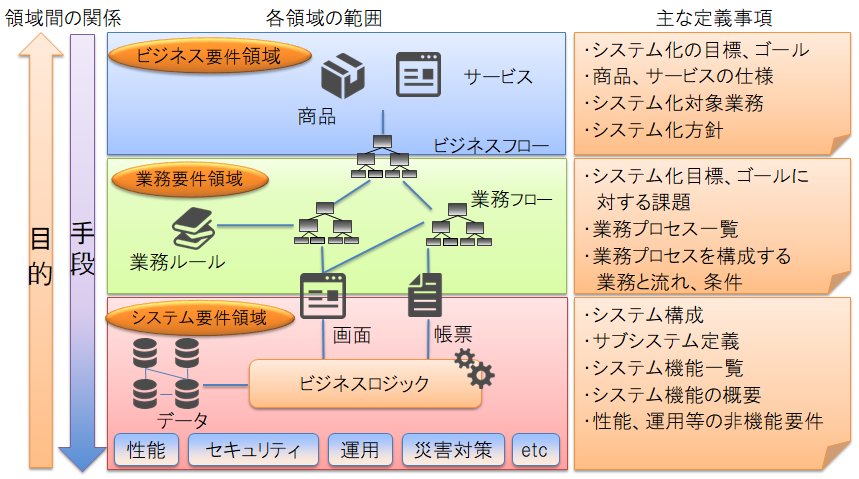 領域間の関係
各領域の範囲
主な定義事項
目的
手段
ビジネス要件領域
商品
サービス
ビジネスフロー
・システム化の目標、ゴール
・商品、サービスの仕様
・システム化対象業務
・システム化方針
業務要件領域
業務フロー
業務ルール
・システム化目標、ゴールに
対する課題
・業務プロセス一覧
・業務プロセスを構成する
業務と流れ、条件
システム要件領域
画面
帳票
ビジネスロジック
データ
性能
セキュリティ
運用
災害対策
etc
・システム構成
・サブシステム定義
・システム機能一覧
・システム機能の概要
・性能、運用等の非機能要件